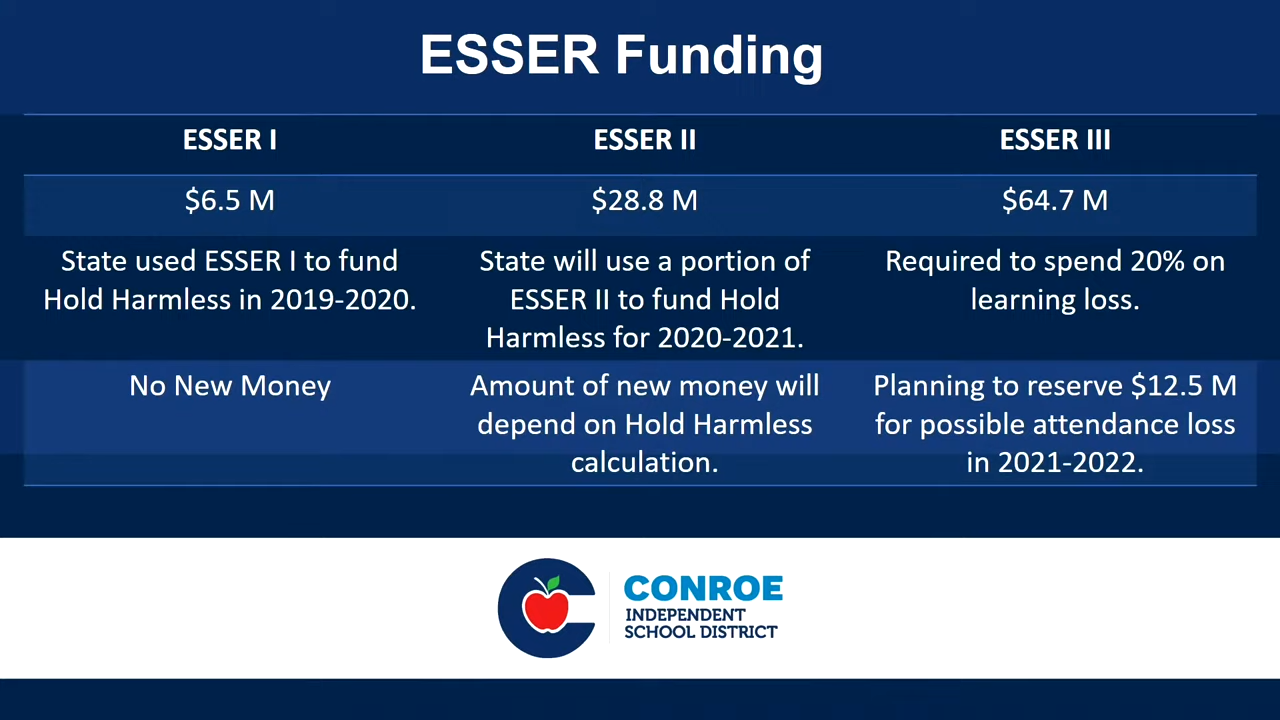 ESSER Funding
ESSER I
ESSER II
ESSER III
$6.5 M
$28.8 M
$64.7 M
State used ESSER I to fund
Hold Harmless in 2019-2020.
State will use a portion of
ESSER II to fund Hold
Harmless for 2020-2021.
Required to spend 20% on
learning loss.
No New Money
Amount of new money will
depend on Hold Harmless
calculation.
Planning to reserve $12.5 M
for possible attendance loss
in 2021-2022.
CONROE
INDEPENDENT
SCHOOL DISTRICT